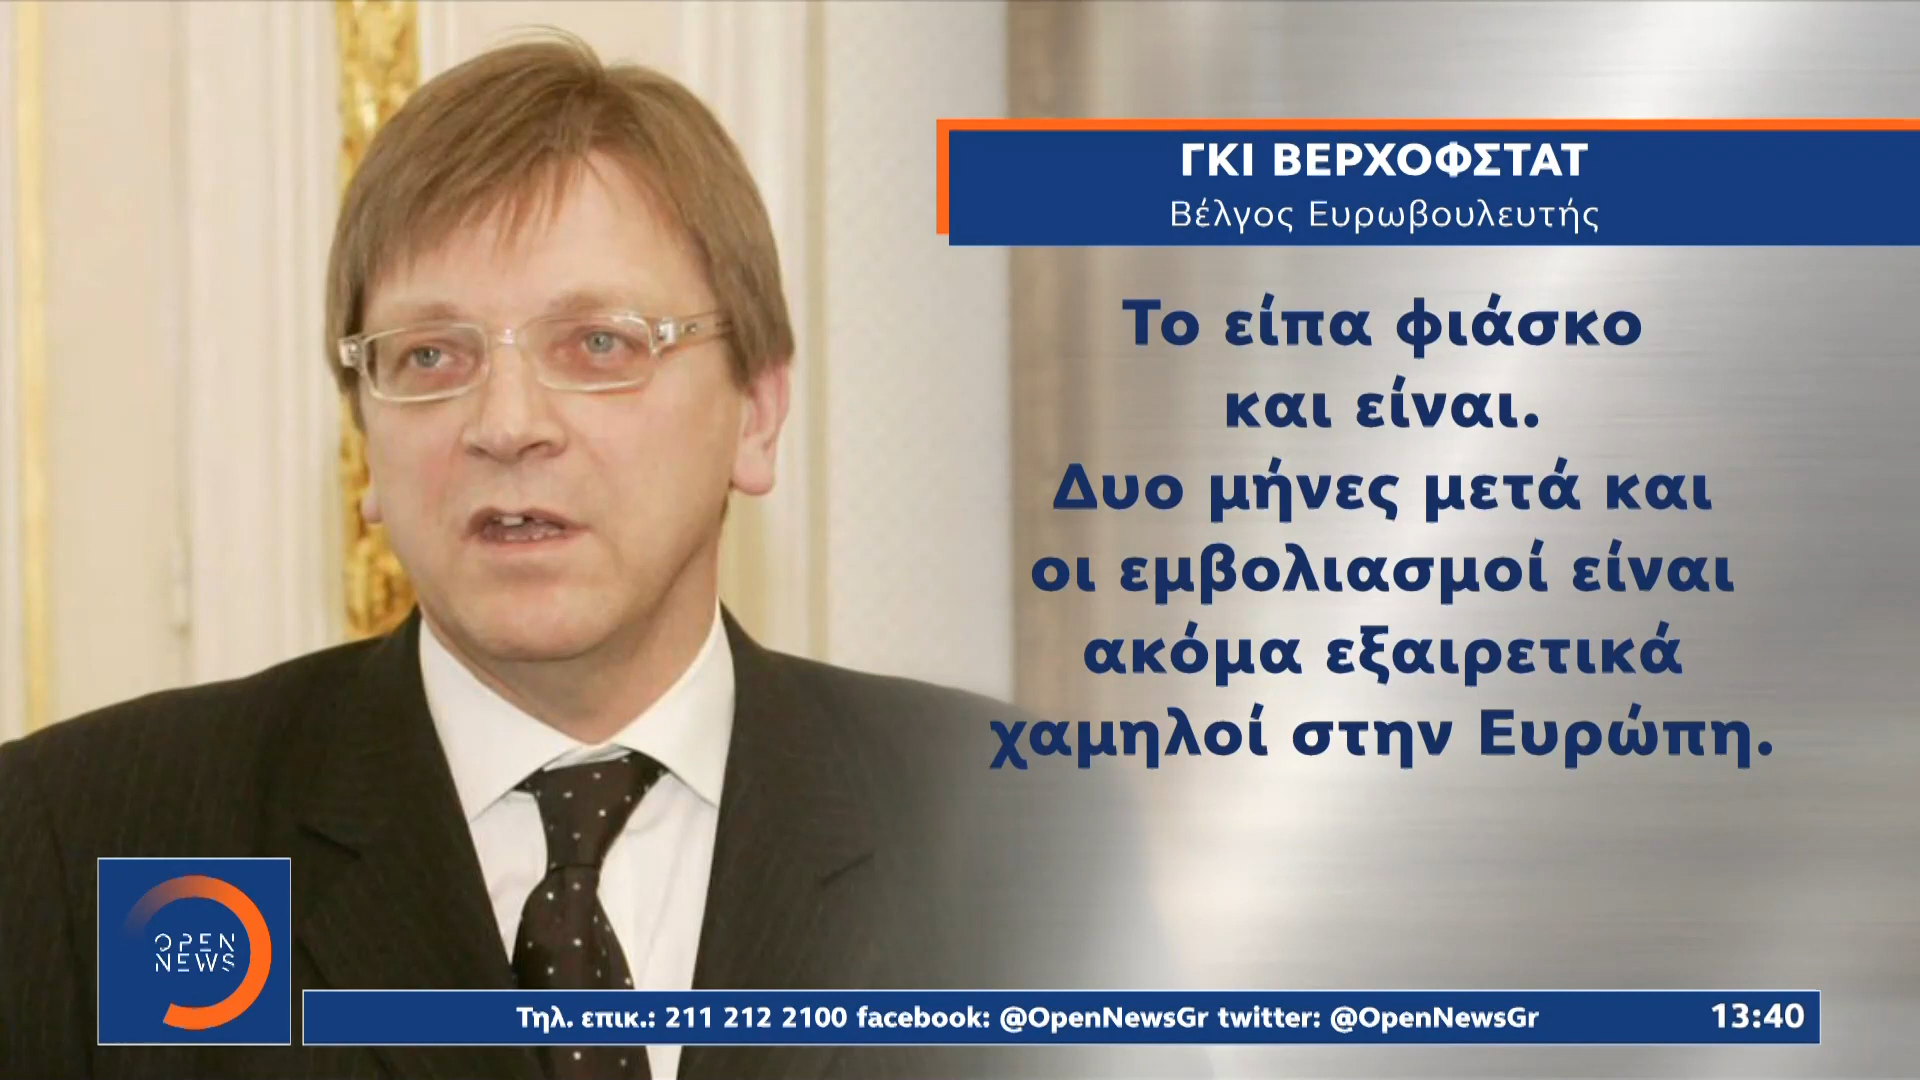 ΓΚΙ ΒΕΡΧΟΦΣΤΑΤ
Βέλγος Ευρωβουλευτής
Το είπα φιάσκο
και είναι.
Δυο μήνες μετά και
οι εμβολιασμοί είναι
ακόμα εξαιρετικά
χαμηλοί στην Ευρώπη.
OPEN
NEWS
Τηλ. επικ.: 211 212 2100 facebook: @OpenNewsGr twitter: @OpenNewsGr
13:40